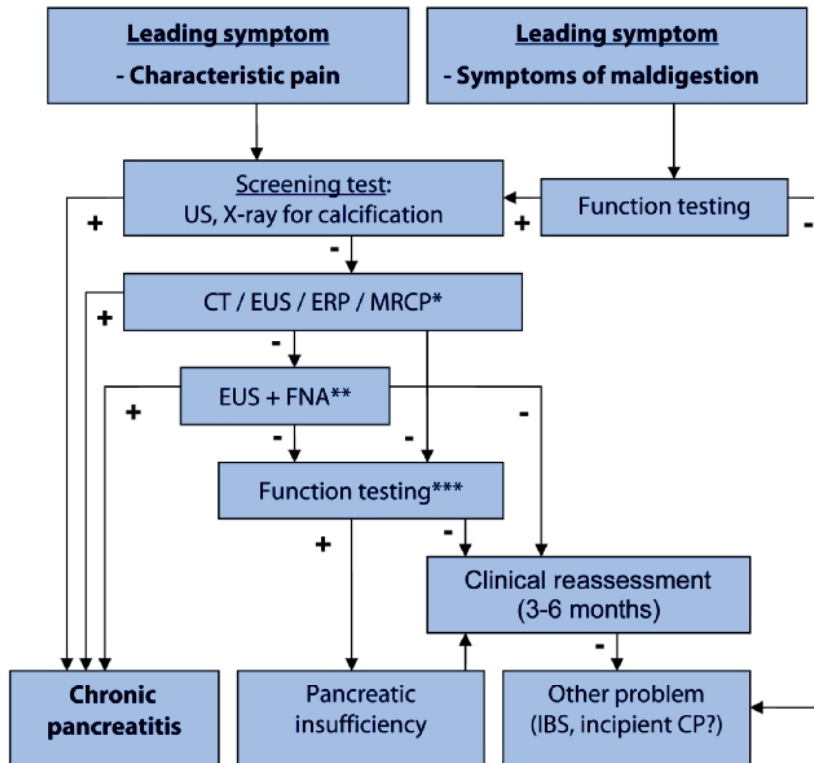 Leading symptom
- Characteristic pain
Leading symptom
- Symptoms of maldigestion
Screening test:
US, X-ray for calcification
Function testing
+
+
-
-
CT / EUS / ERP / MRCP*
+
-
EUS + FNA**
+
-
-
-
Function testing***
+
-
Clinical reassessment
(3-6 months)
-
Chronic
pancreatitis
Pancreatic
insufficiency
Other problem
(IBS, incipient CP?)